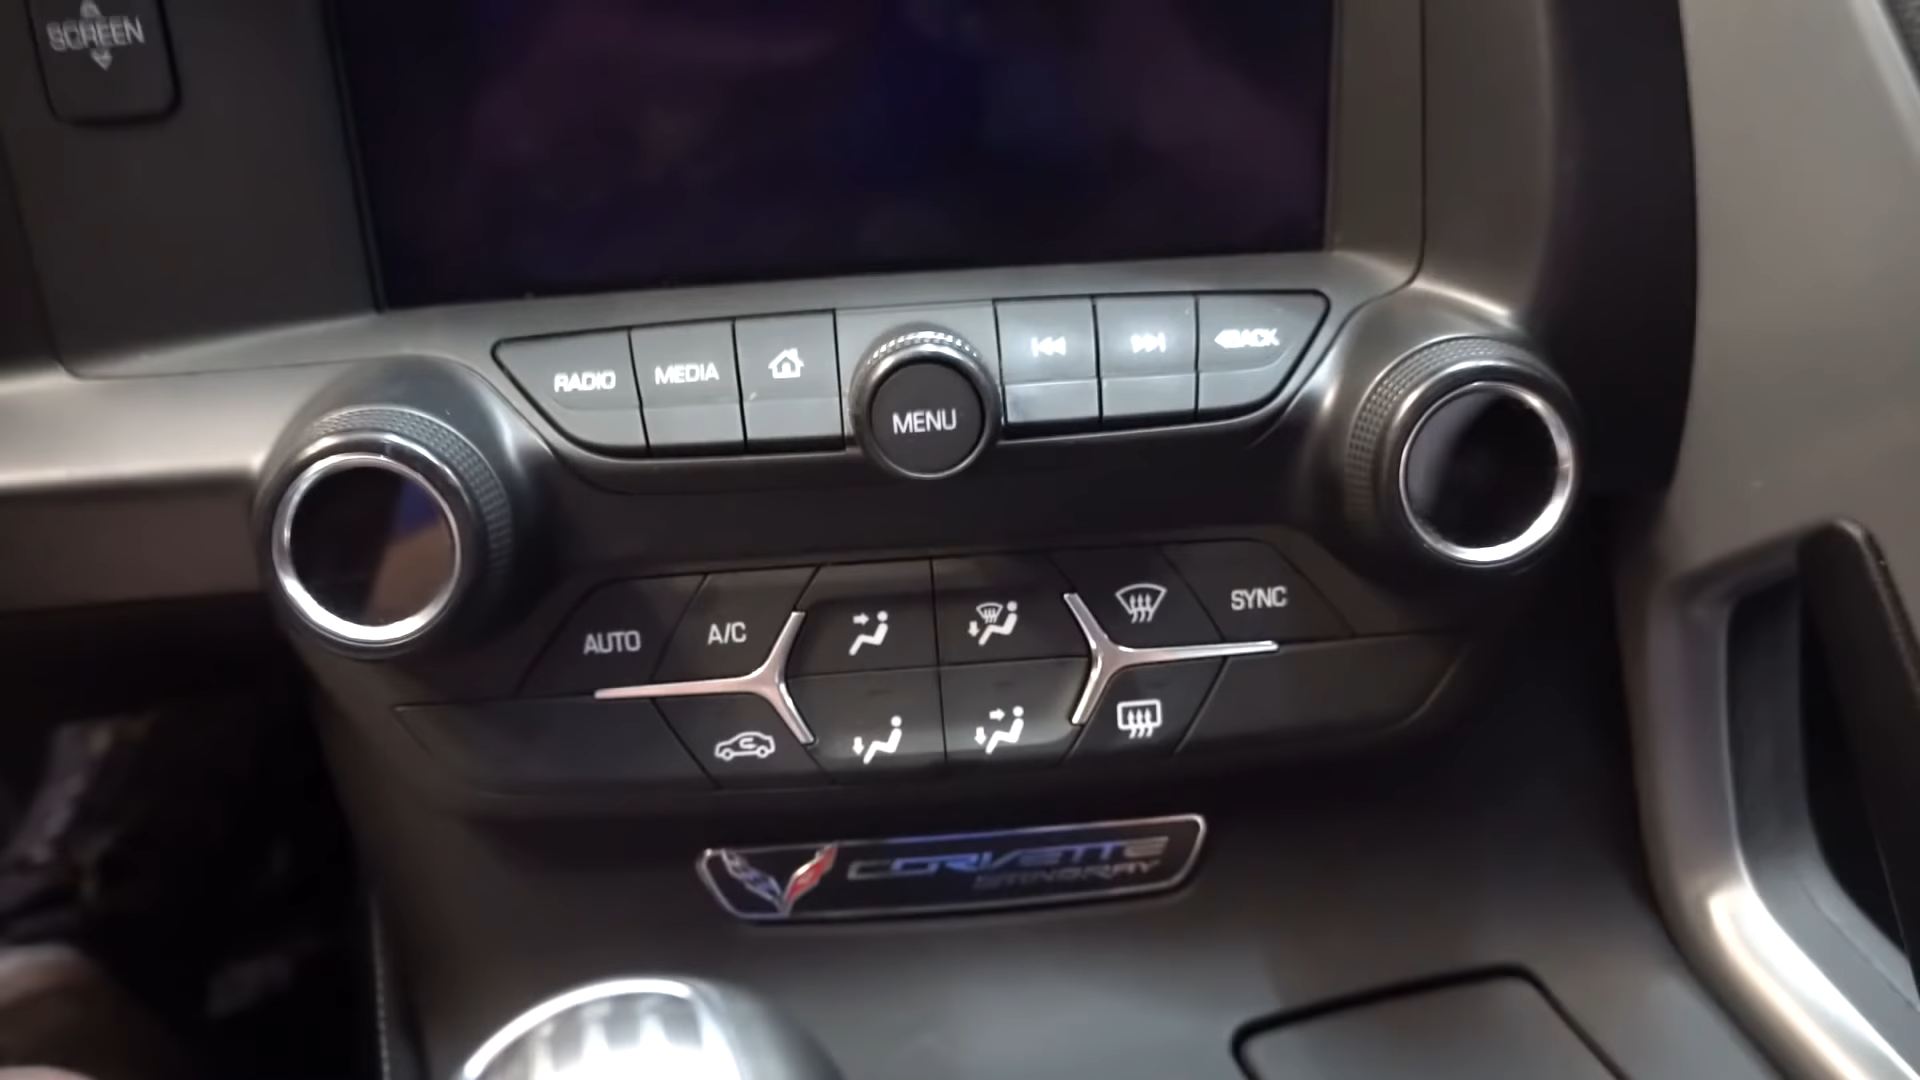 SCREEN
RADIO
MEDIA
MENU
BACK
AUTO
A/C
SYNC
CORVETTE
STINGRAY